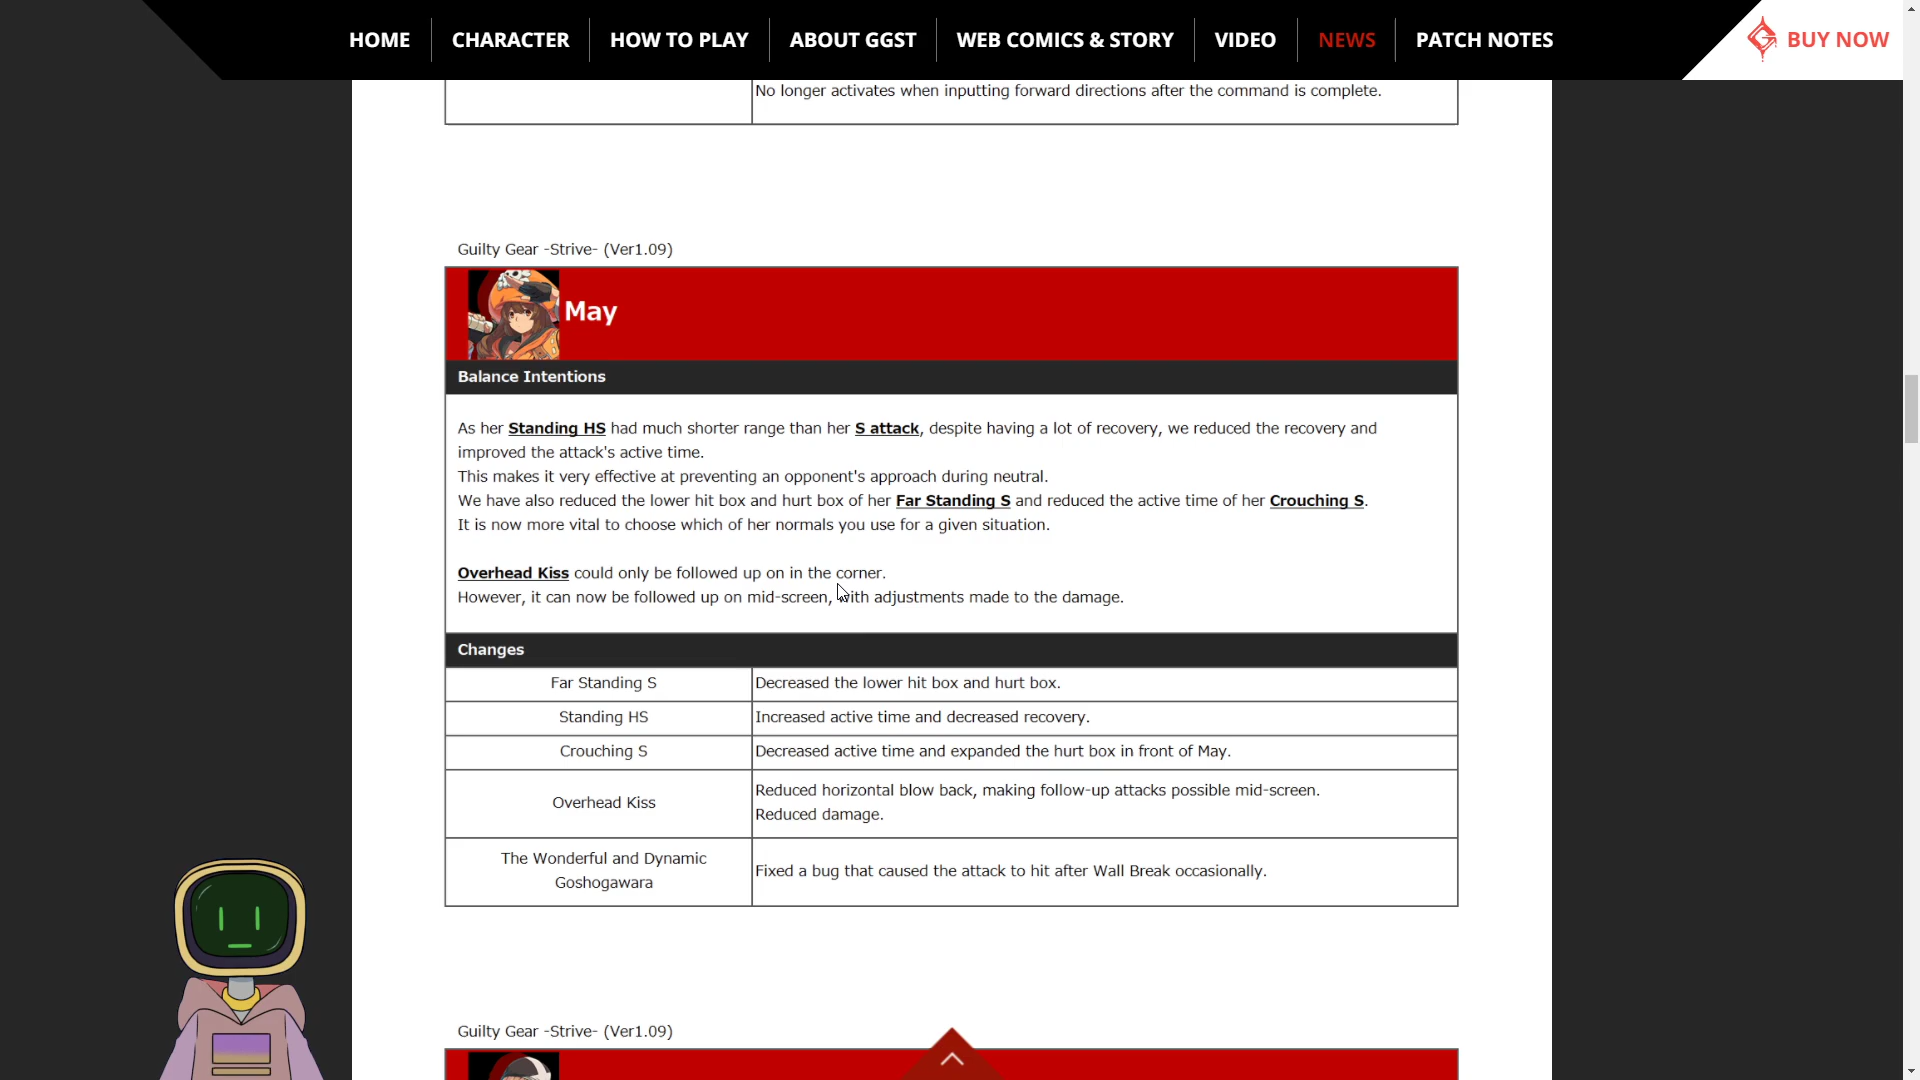 HOME
CHARACTER
HOW TO PLAY
ABOUT GGST
WEB COMICS & STORY
VIDEO
NEWS
PATCH NOTES
BUY NOW
No longer activates when inputting forward directions after the command is complete.
Guilty Gear -Strive- (Ver1.09)
May
Balance Intentions
As her Standing HS had much shorter range than her S attack, despite having a lot of recovery, we reduced the recovery and
improved the attack's active time.
This makes it very effective at preventing an opponent's approach during neutral.
We have also reduced the lower hit box and hurt box of her Far Standing S and reduced the active time of her Crouching S.
It is now more vital to choose which of her normals you use for a given situation.
Overhead Kiss could only be followed up on in the corner.
However, it can now be followed up on mid-screen, with adjustments made to the damage.
Changes
Far Standing S
Decreased the lower hit box and hurt box.
Standing HS
Increased active time and decreased recovery.
Crouching S
Decreased active time and expanded the hurt box in front of May.
Overhead Kiss
Reduced horizontal blow back, making follow-up attacks possible mid-screen.
Reduced damage.
The Wonderful and Dynamic
Goshogawara
Fixed a bug that caused the attack to hit after Wall Break occasionally.
Guilty Gear -Strive- (Ver1.09)